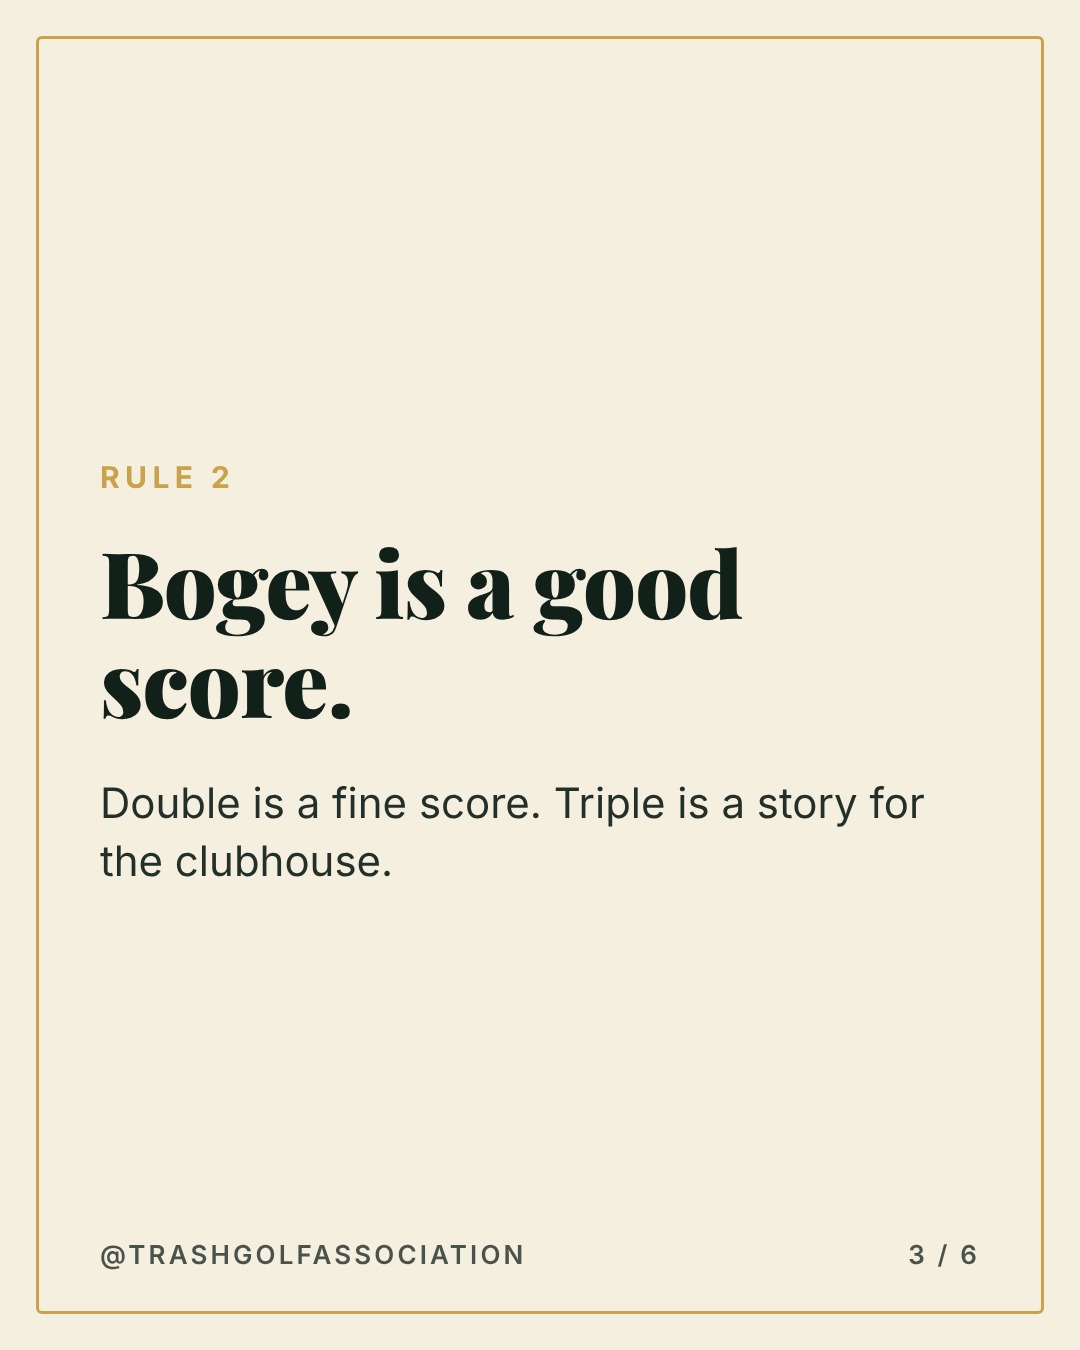 RULE 2
Bogey is a good
score.
Double is a fine score. Triple is a story for
the clubhouse.
@TRASHGOLFASSOCIATION
3 / 6